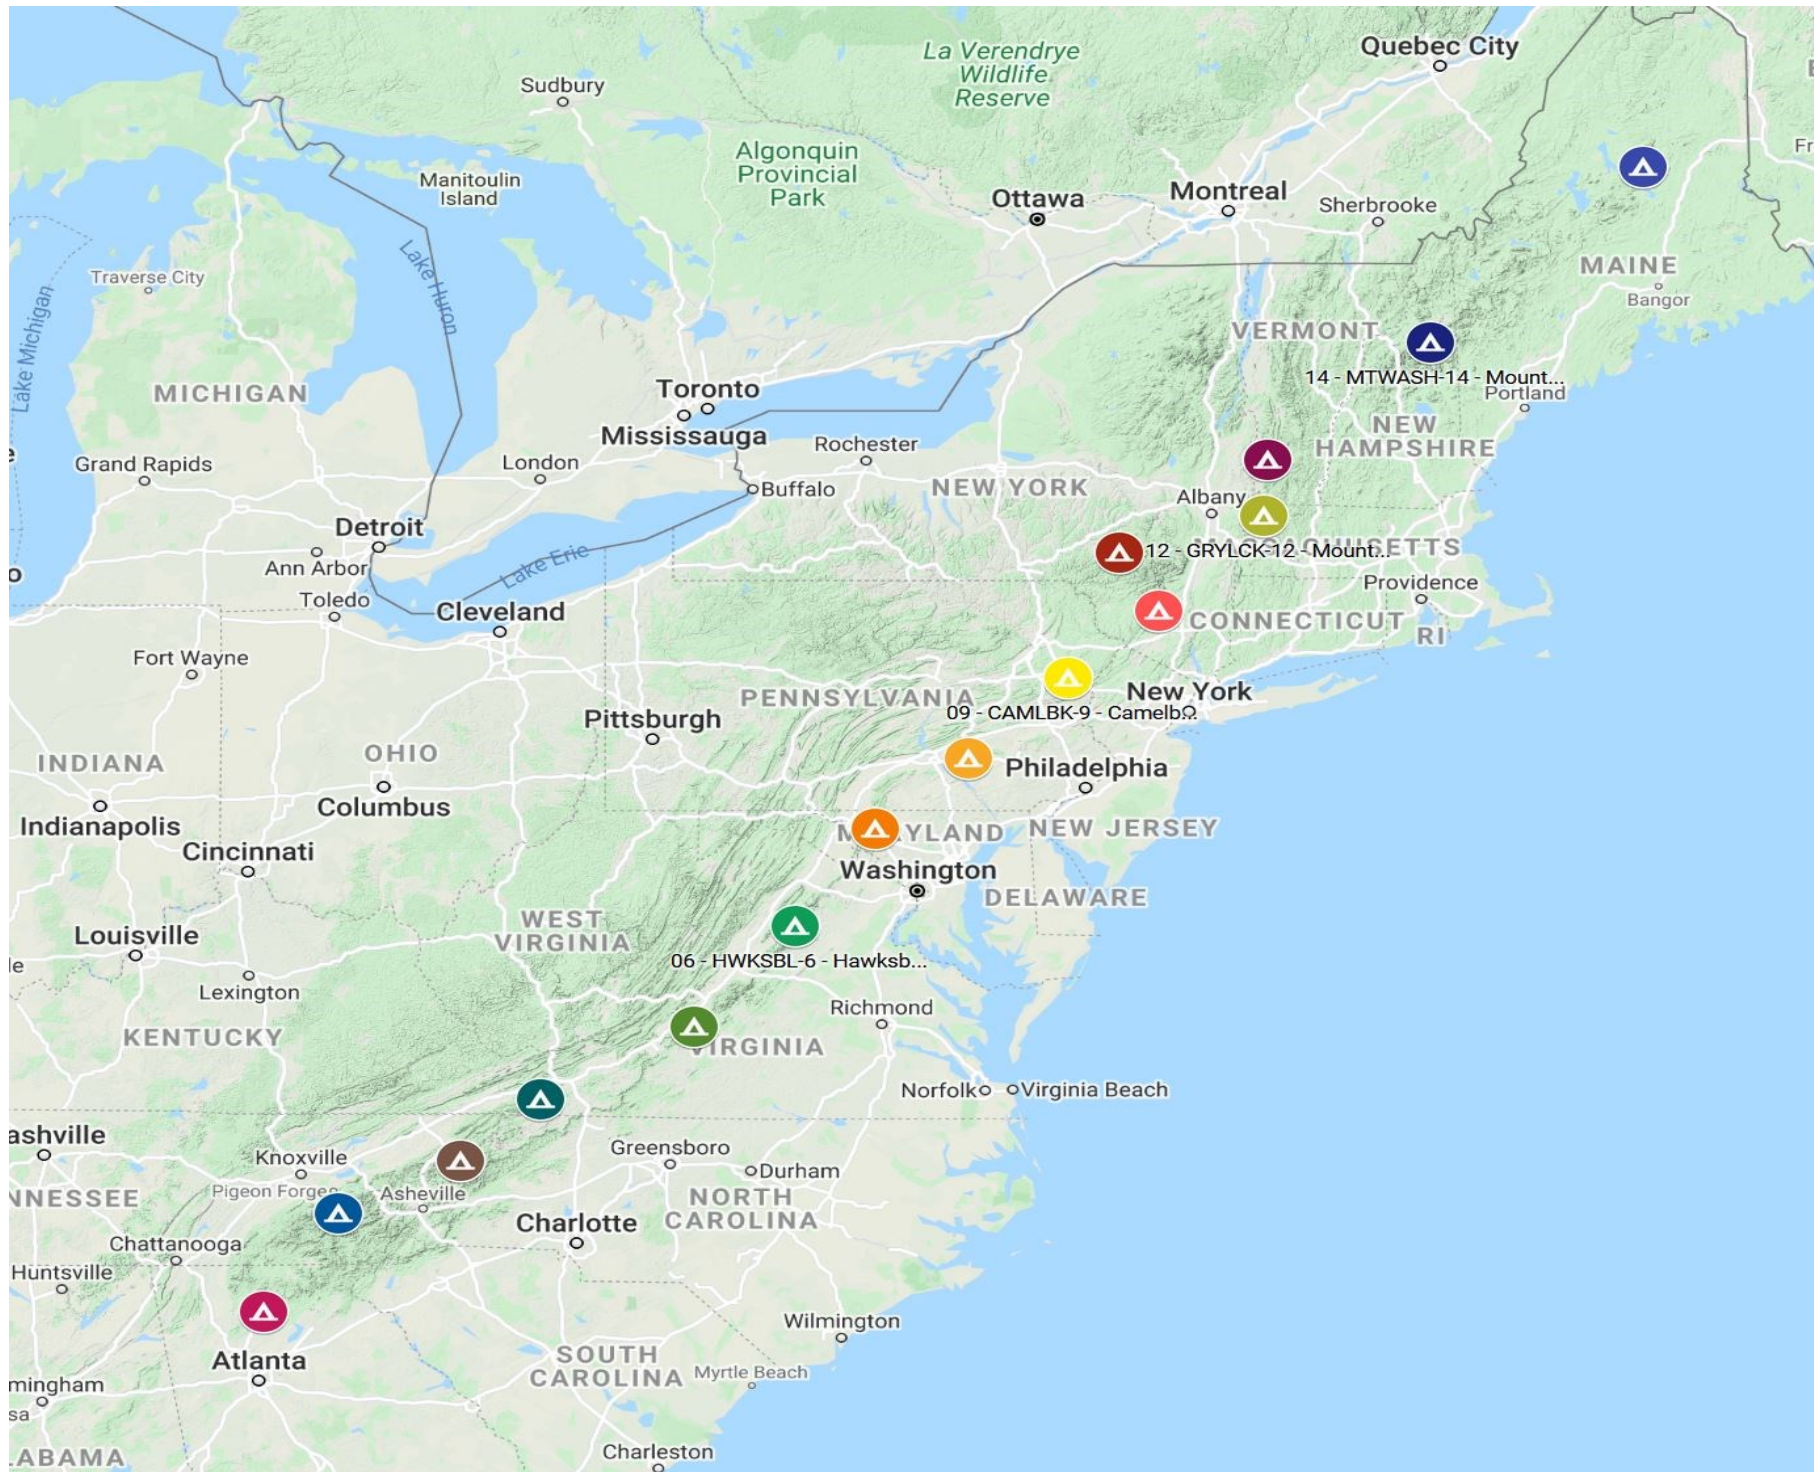 Quebec City
La Verendrye
Wildlife
Reserve
Sudbury
Algonquin
Provincial
Park
Manitoulin
Island
Ottawa
Montreal
Sherbrooke
MAINE
Bangor
Traverse City
Lake Huron
Lake Michigan
VERMONT
14 - MTWASH-14 - Mount...
Portland
MICHIGAN
Toronto
Mississauga
NEW
HAMPSHIRE
Rochester
Grand Rapids
London
Buffalo
NEW YORK
Albany
Detroit
12 - GRYLCK-12 - Mount...
Ann Arbor
Lake Erie
Providence
Toledo
Cleveland
CONNECTICUT
RI
Fort Wayne
PENNSYLVANIA
New York
09 - CAMLBK-9 - Camelb...
Pittsburgh
OHIO
INDIANA
Philadelphia
Columbus
Indianapolis
NEW JERSEY
Cincinnati
Washington
DELAWARE
WEST
VIRGINIA
Louisville
06 - HWKSBL-6 - Hawksb...
Lexington
Richmond
KENTUCKY
Norfolk
Virginia Beach
ashville
Knoxville
Greensboro
Durham
Asheville
NNESSEE
NORTH
CAROLINA
Charlotte
Chattanooga
Huntsville
Wilmington
Atlanta
SOUTH
CAROLINA
Myrtle Beach
mingham
Charleston
ABAMA